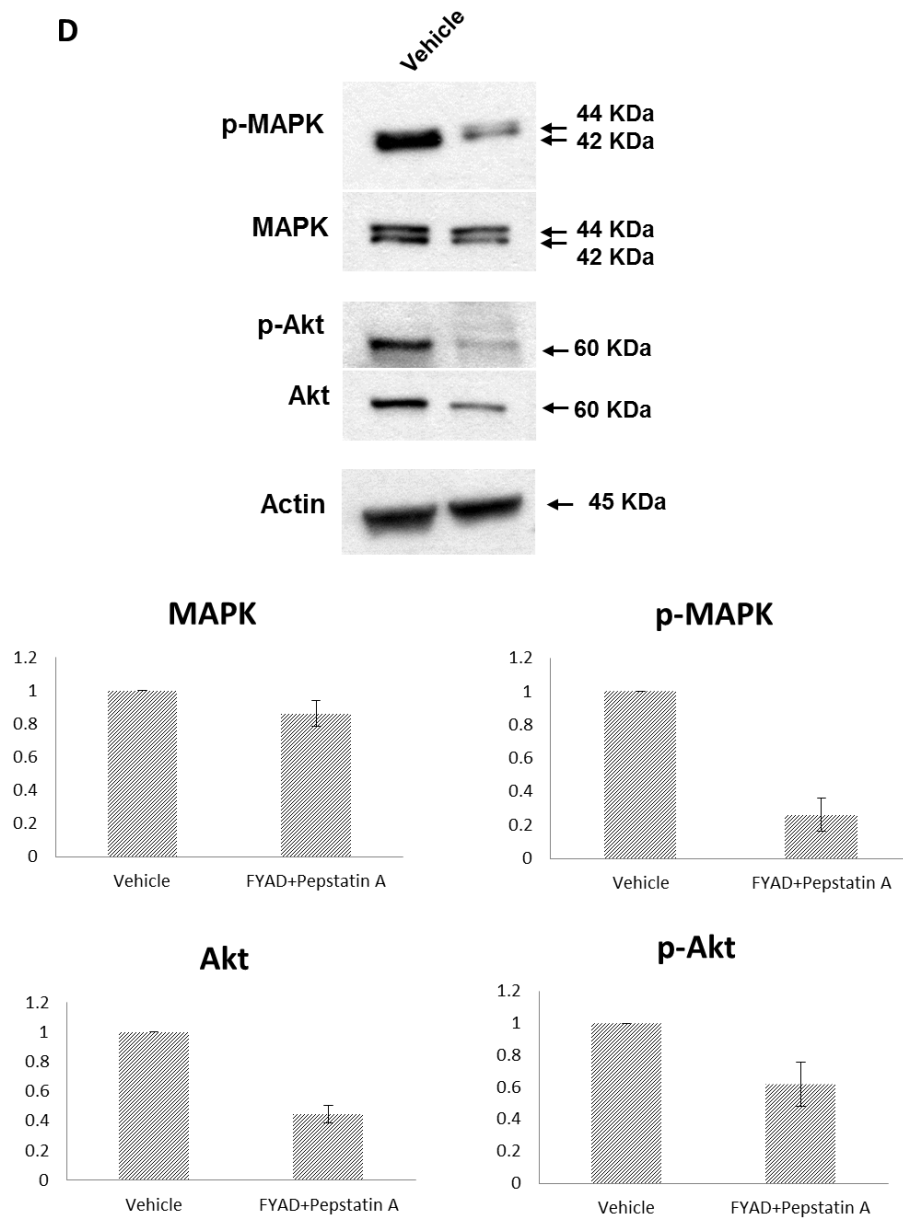 D
Vehicle
p-MAPK
44 KDa
42 KDa
MAPK
44 KDa
42 KDa
p-Akt
60 KDa
Akt
60 KDa
Actin
45 KDa
MAPK
1.2
1
0.8
0.6
0.4
0.2
0
Vehicle FYAD+Pepstatin A
p-MAPK
1.2
1
0.8
0.6
0.4
0.2
0
Vehicle FYAD+Pepstatin A
Akt
1.2
1
0.8
0.6
0.4
0.2
0
Vehicle FYAD+Pepstatin A
p-Akt
1.2
1
0.8
0.6
0.4
0.2
0
Vehicle FYAD+Pepstatin A